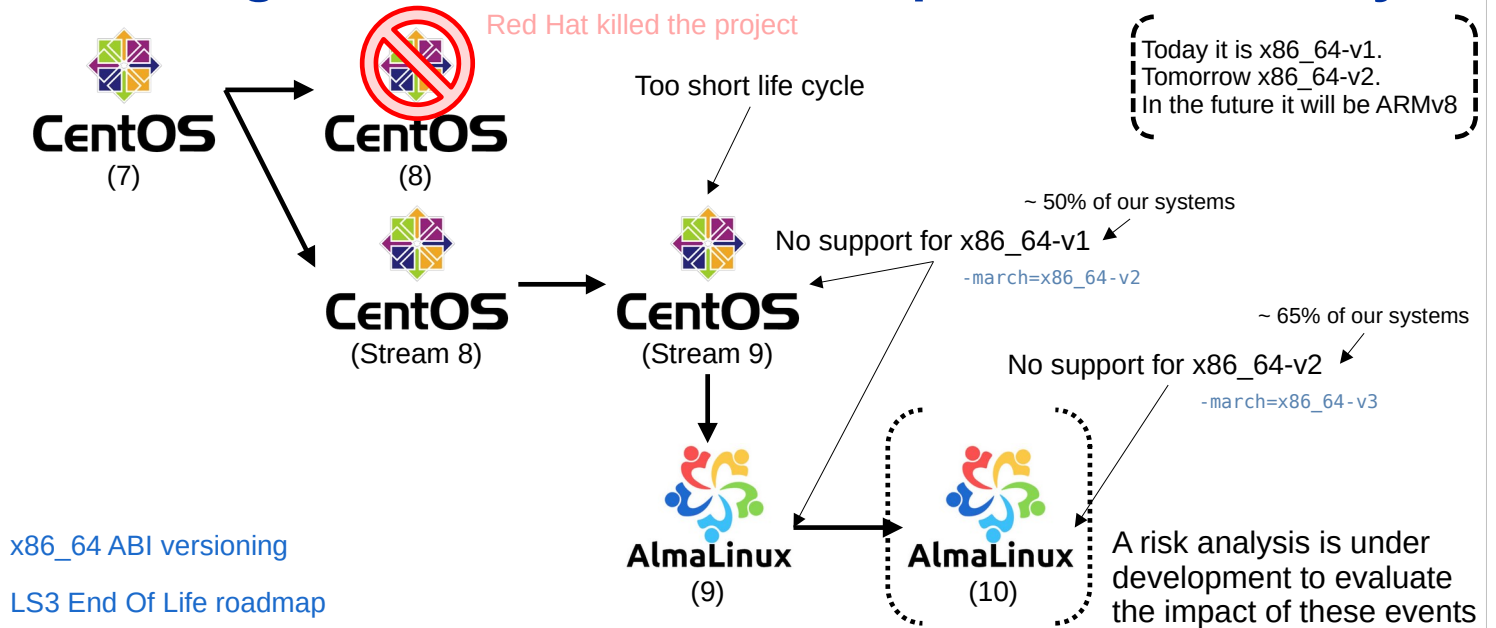 Red Hat killed the project
Today it is x86_64-v1.
Tomorrow x86_64-v2.
In the future it will be ARMv8
CentOS
(7)
CentOS
(8)
Too short life cycle
~ 50% of our systems
No support for x86_64-v1
-march=x86_64-v2
CentOS
(Stream 8)
CentOS
(Stream 9)
~ 65% of our systems
No support for x86_64-v2
-march=x86_64-v3
AlmaLinux
(9)
AlmaLinux
(10)
A risk analysis is under
development to evaluate
the impact of these events
x86_64 ABI versioning
LS3 End Of Life roadmap